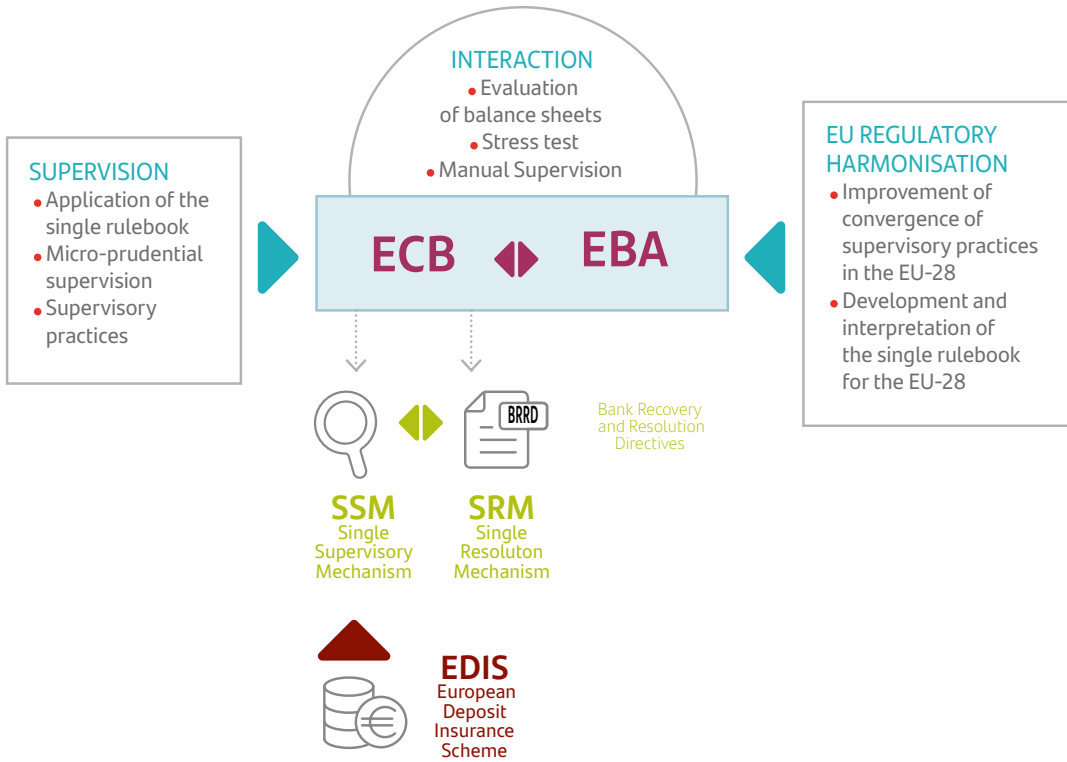 INTERACTION
• Evaluation
of balance sheets
• Stress test
• Manual Supervision
SUPERVISION
• Application of the
single rulebook
• Micro-prudential
supervision
• Supervisory
practices
ECB
EBA
EU REGULATORY
HARMONISATION
• Improvement of
convergence of
supervisory practices
in the EU-28
• Development and
interpretation of
the single rulebook
for the EU-28
BRRD
Bank Recovery
and Resolution
Directives
SSM
Single
Supervisory
Mechanism
SRM
Single
Resoluton
Mechanism
EDIS
European
Deposit
Insurance
Scheme